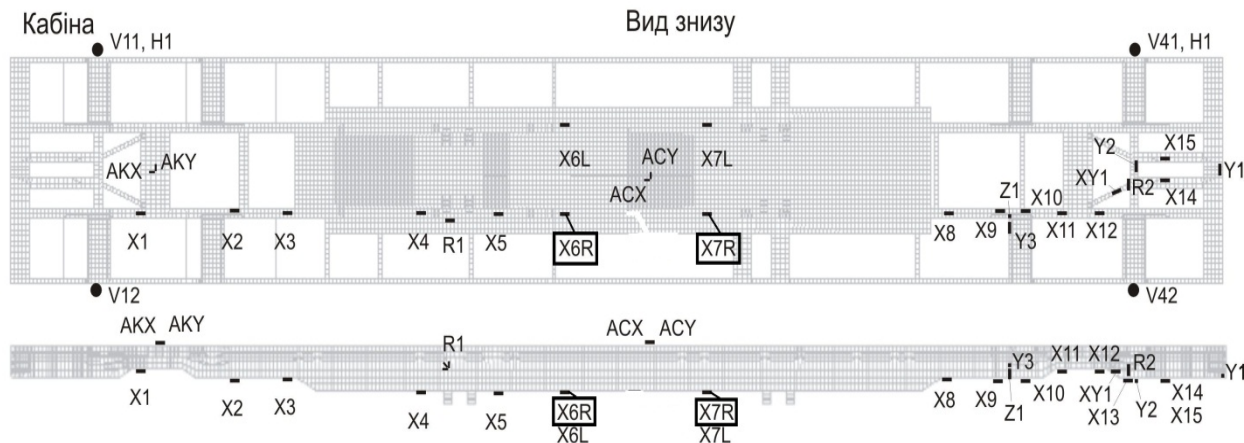 Кабіна
Вид знизу
V11, H1
V41, H1
AKX AKY
X6L
ACY
X7L
ACX
Y2
X15
XY1
R2
Y1
X14
Z1
X10
X1
X2
X3
X4
R1
X5
X6R
X7R
X8
X9
Y3
X11
X12
V12
V42
AKX AKY
ACX ACY
R1
Y3
X11
X12
R2
Y1
X1
X2
X3
X4
X5
X6R
X6L
X7R
X7L
X8
X9
Z1
X10
XY1
X13
Y2
X14
X15